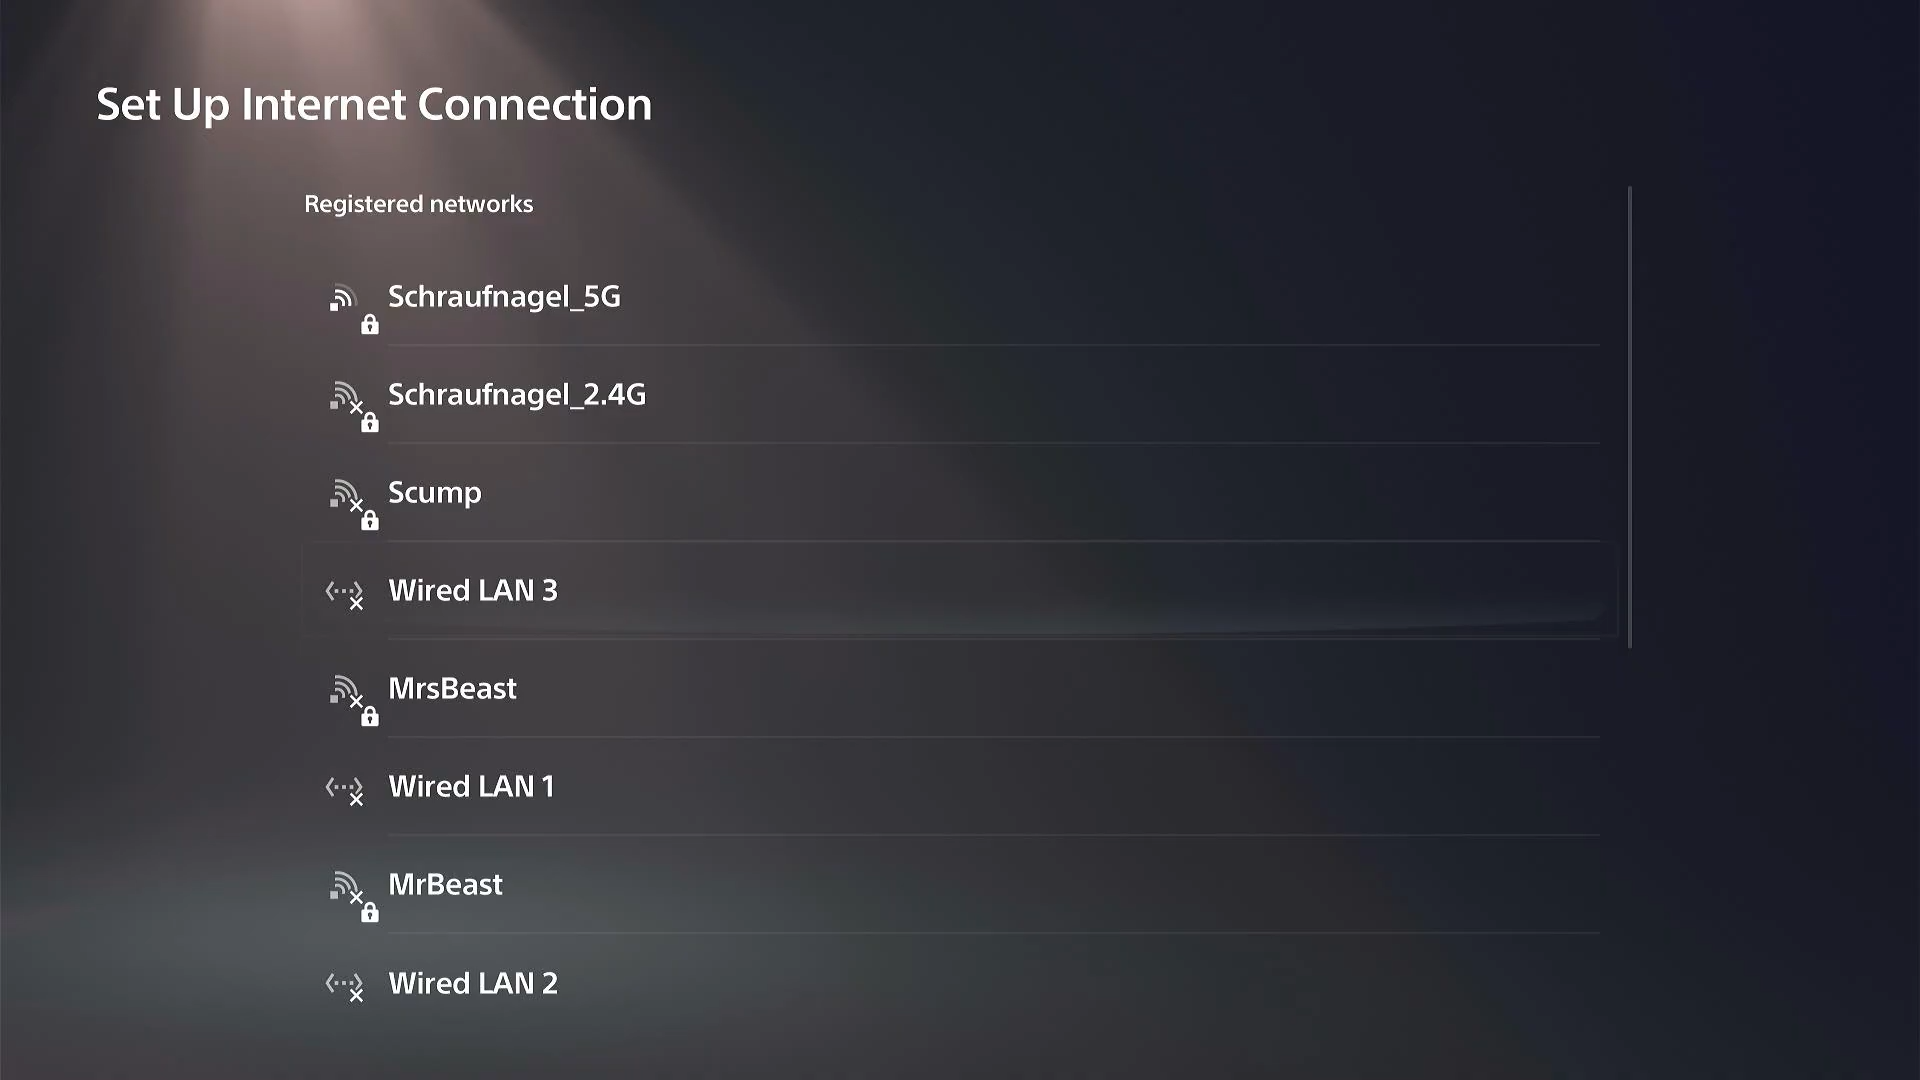 Set Up Internet Connection
Registered networks
Schraufnagel_5G
Schraufnagel_2.4G
Scump
Wired LAN 3
MrsBeast
Wired LAN 1
MrBeast
Wired LAN 2